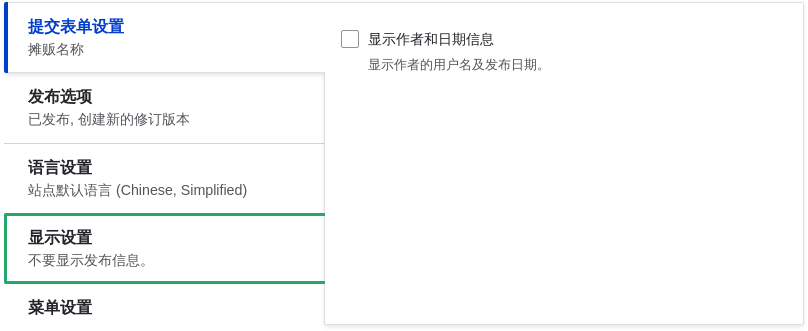 提交表单设置
摊贩名称
发布选项
已发布, 创建新的修订版本
语言设置
站点默认语言 (Chinese, Simplified)
显示设置
不要显示发布信息。
菜单设置
显示作者和日期信息
显示作者的用户名及发布日期。